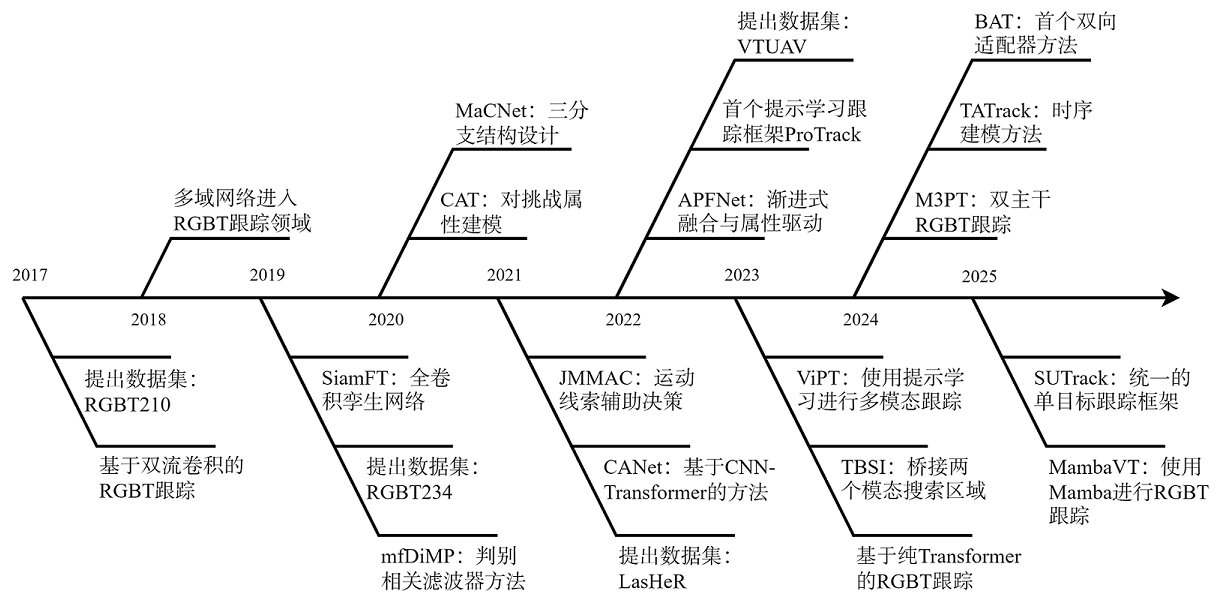 提出数据集：
VTUAV
BAT：首个双向
适配器方法
MaCNet：三分
支结构设计
首个提示学习跟
踪框架ProTrack
TATrack：时序
建模方法
多域网络进入
RGBT跟踪领域
CAT：对挑战属
性建模
APFNet：渐进式
融合与属性驱动
M3PT：双主干
RGBT跟踪
2017
2019
2021
2023
2025
2018
2020
2022
2024
提出数据集：
RGBT210
SiamFT：全卷
积孪生网络
JMMAC：运动
线索辅助决策
ViPT：使用提示学
习进行多模态跟踪
SUTrack：统一的
单目标跟踪框架
基于双流卷积的
RGBT跟踪
提出数据集：
RGBT234
CANet：基于CNN-
Transformer的方法
TBSI：桥接两
个模态搜索区域
MambaVT：使用
Mamba进行RGBT
跟踪
mfDiMP：判别
相关滤波器方法
提出数据集：
LasHeR
基于纯Transformer
的RGBT跟踪